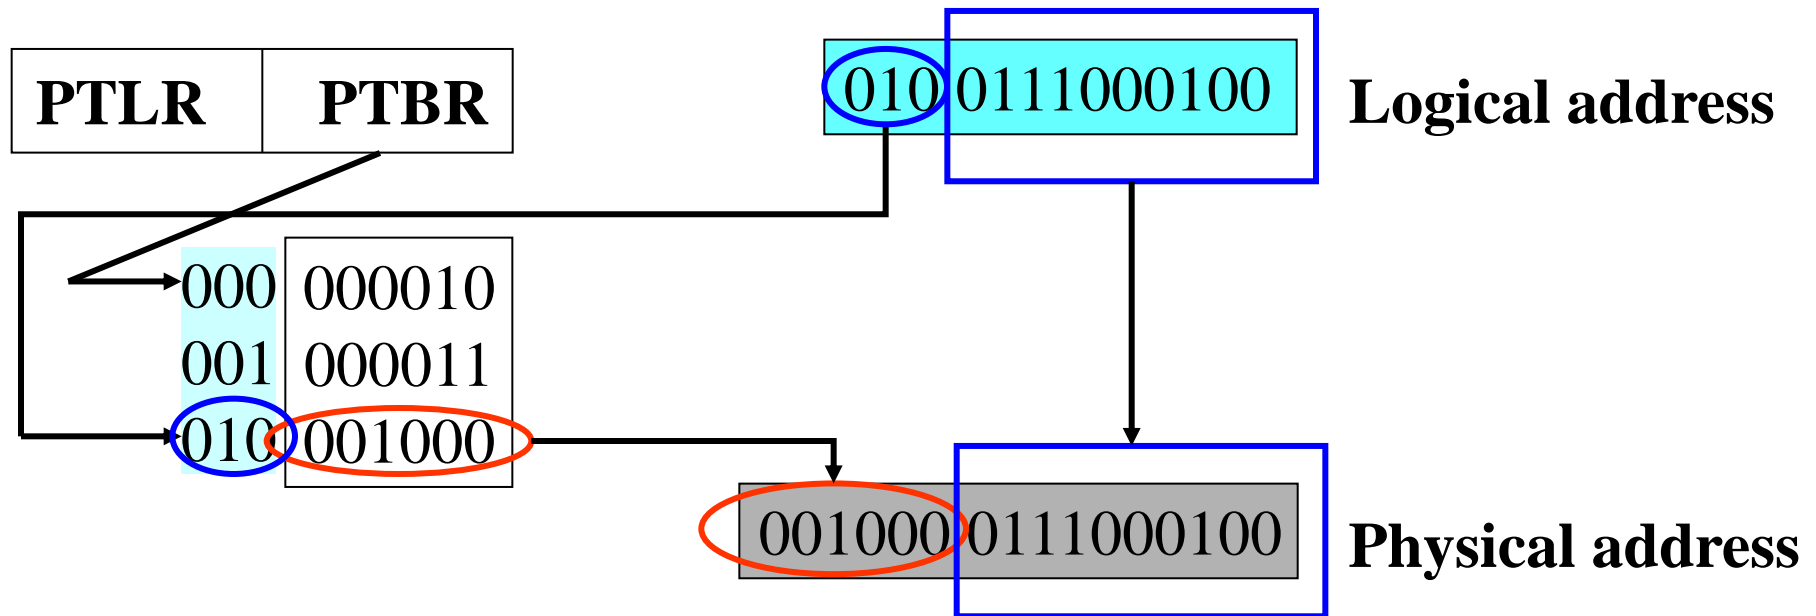 PTLR PTBR
010 0111000100
Logical address
000 000010
001 000011
010 001000
001000 0111000100
Physical address